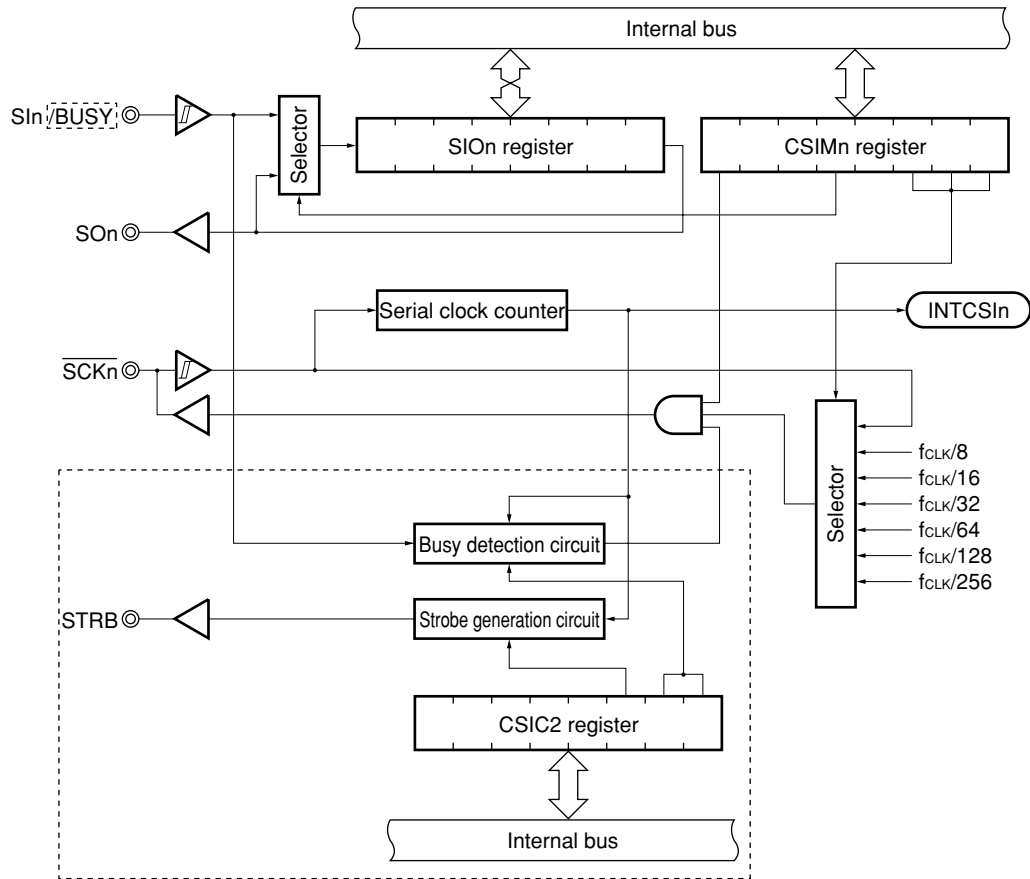 Internal bus
SIn/BUSY
Selector
SIOn register
CSIMn register
SOn
Serial clock counter
INTCSIn
SCKn
fCLK/8
fCLK/16
fCLK/32
fCLK/64
fCLK/128
fCLK/256
Selector
Busy detection circuit
STRB
Strobe generation circuit
CSIC2 register
Internal bus